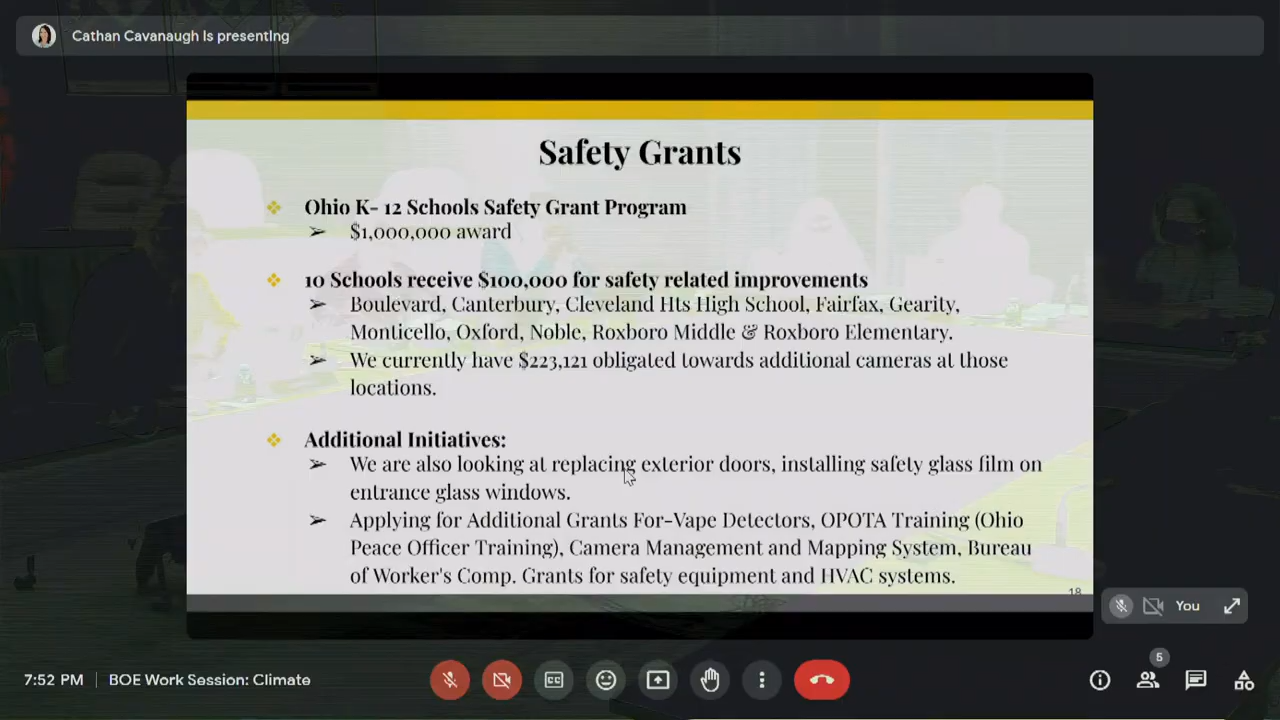 Cathan Cavanaugh is presenting
Safety Grants
❖ Ohio K- 12 Schools Safety Grant Program
➢ $1,000,000 award
❖ 10 Schools receive $100,000 for safety related improvements
➢ Boulevard, Canterbury, Cleveland Hts High School, Fairfax, Gearity,
Monticello, Oxford, Noble, Roxboro Middle & Roxboro Elementary.
➢ We currently have $223,121 obligated towards additional cameras at those
locations.
❖ Additional Initiatives:
➢ We are also looking at replacing exterior doors, installing safety glass film on
entrance glass windows.
➢ Applying for Additional Grants For-Vape Detectors, OPOTA Training (Ohio
Peace Officer Training), Camera Management and Mapping System, Bureau
of Worker's Comp. Grants for safety equipment and HVAC systems.
18
You
7:52 PM | BOE Work Session: Climate
5